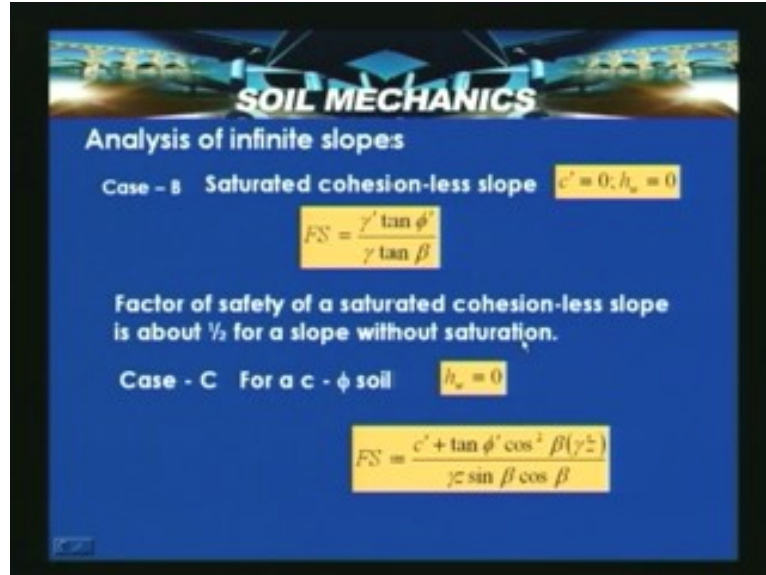 SOIL MECHANICS
Analysis of infinite slopes
Case – B Saturated cohesion-less slope c' = 0; h_w = 0
FS = γ' tan φ' / γ tan β
Factor of safety of a saturated cohesion-less slope
is about ½ for a slope without saturation.
Case - C For a c - ϕ soil h_w = 0
FS = c' + tan φ' cos² β(γ'z) / γz sin β cos β